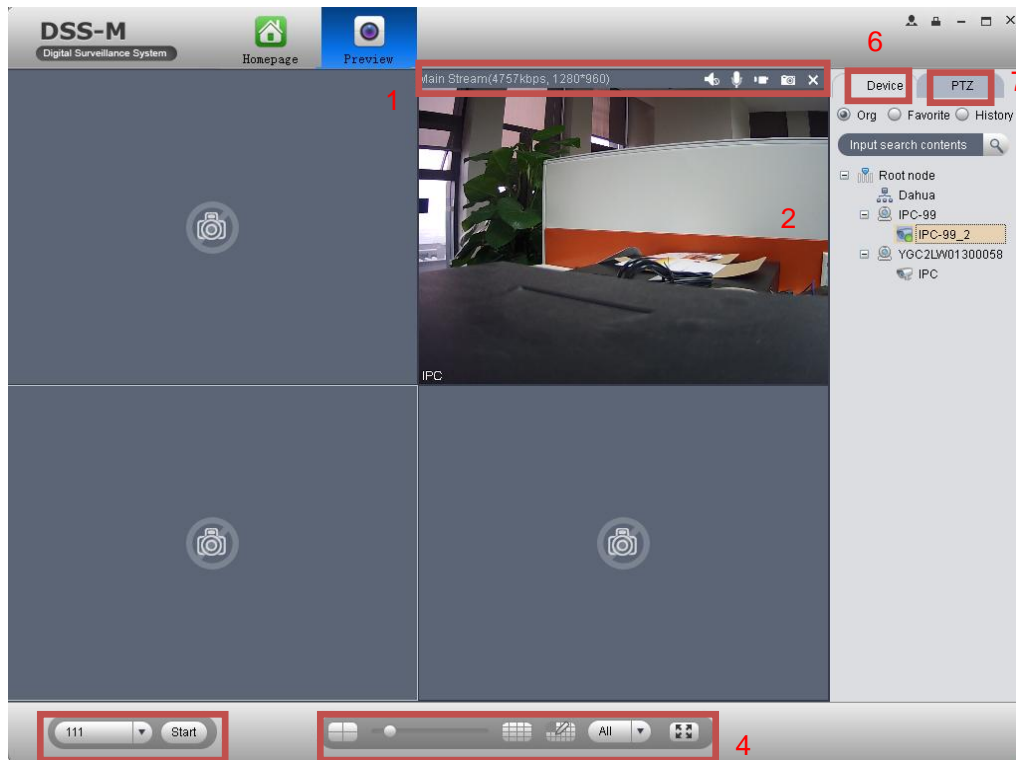 DSS-M
Digital Surveillance System
Homepage
Preview
6
1
Main Stream(4757kbps, 1280*960)
Device
PTZ
Org Favorite History
Input search contents
Root node
Dahua
IPC-99
2
IPC-99_2
YGC2LW01300058
IPC
IPC
111
Start
All
4